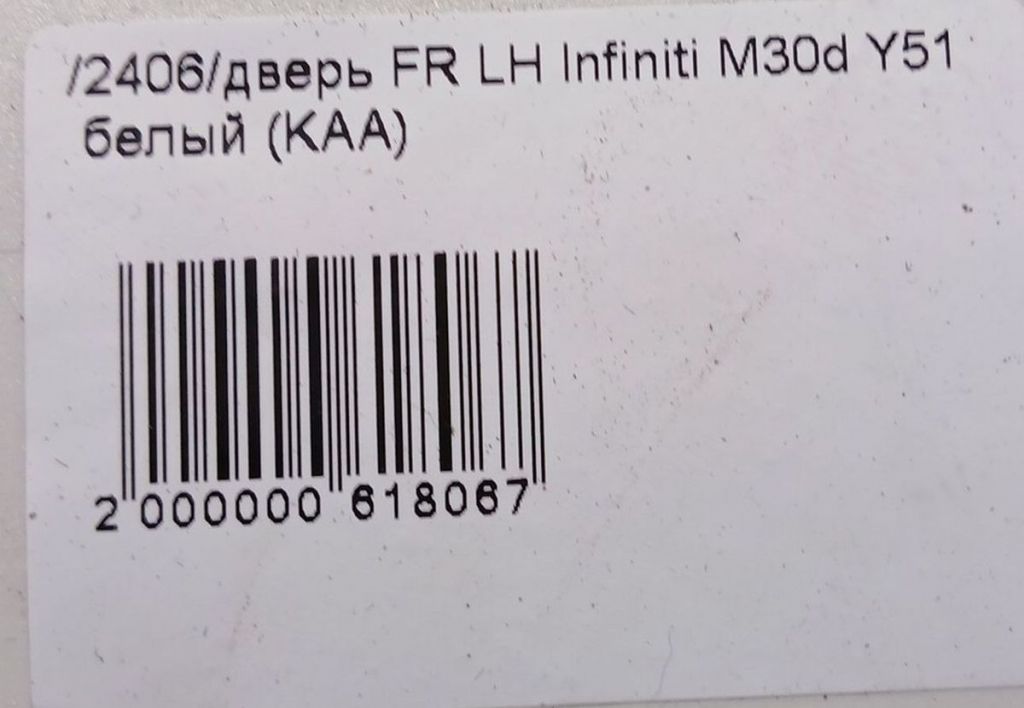 /2406/дверь FR LH Infiniti M30d Y51
белый (KAA)
2 000000 618067